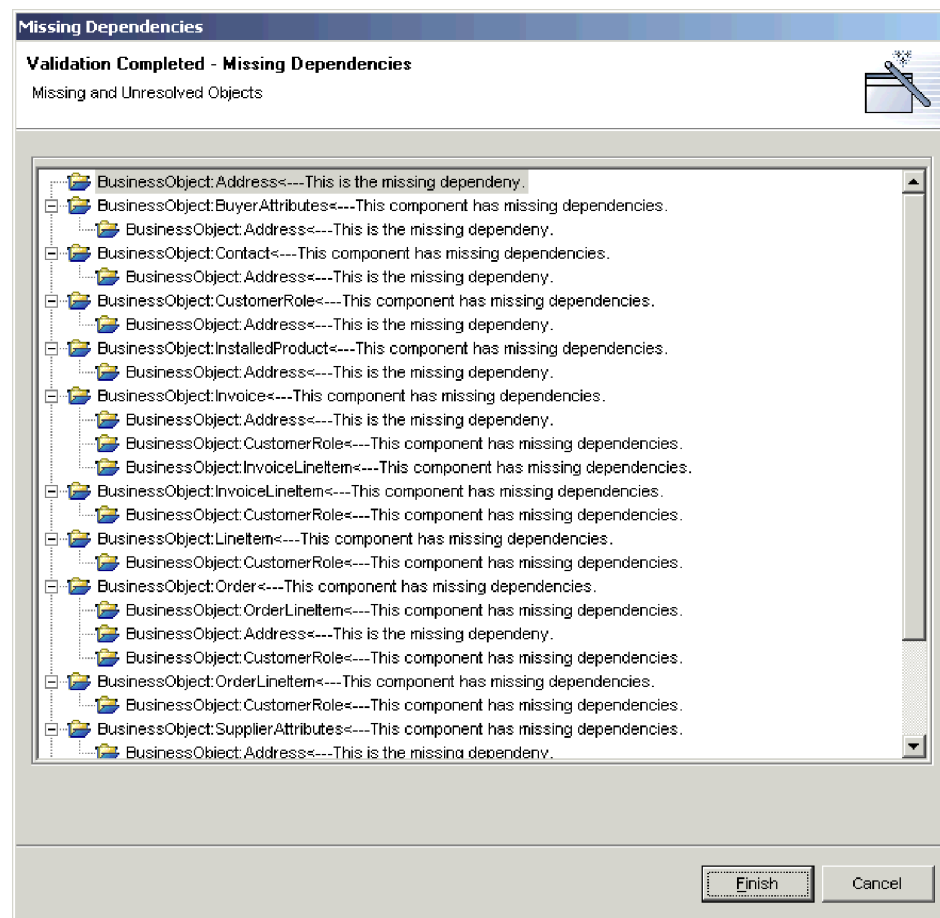 Missing Dependencies
Validation Completed - Missing Dependencies
Missing and Unresolved Objects
BusinessObject:Address<---This is the missing dependeny.
BusinessObject:BuyerAttributes<---This component has missing dependencies.
BusinessObject:Address<---This is the missing dependeny.
BusinessObject:Contact<---This component has missing dependencies.
BusinessObject:Address<---This is the missing dependeny.
BusinessObject:CustomerRole<---This component has missing dependencies.
BusinessObject:Address<---This is the missing dependeny.
BusinessObject:InstalledProduct<---This component has missing dependencies.
BusinessObject:Address<---This is the missing dependeny.
BusinessObject:Invoice<---This component has missing dependencies.
BusinessObject:Address<---This is the missing dependeny.
BusinessObject:CustomerRole<---This component has missing dependencies.
BusinessObject:InvoiceLineItem<---This component has missing dependencies.
BusinessObject:InvoiceLineItem<---This component has missing dependencies.
BusinessObject:CustomerRole<---This component has missing dependencies.
BusinessObject:LineItem<---This component has missing dependencies.
BusinessObject:CustomerRole<---This component has missing dependencies.
BusinessObject:Order<---This component has missing dependencies.
BusinessObject:OrderLineItem<---This component has missing dependencies.
BusinessObject:Address<---This is the missing dependeny.
BusinessObject:CustomerRole<---This component has missing dependencies.
BusinessObject:OrderLineItem<---This component has missing dependencies.
BusinessObject:CustomerRole<---This component has missing dependencies.
BusinessObject:SupplierAttributes<---This component has missing dependencies.
BusinessObject:Address<---This is the missing dependeny.
Finish
Cancel